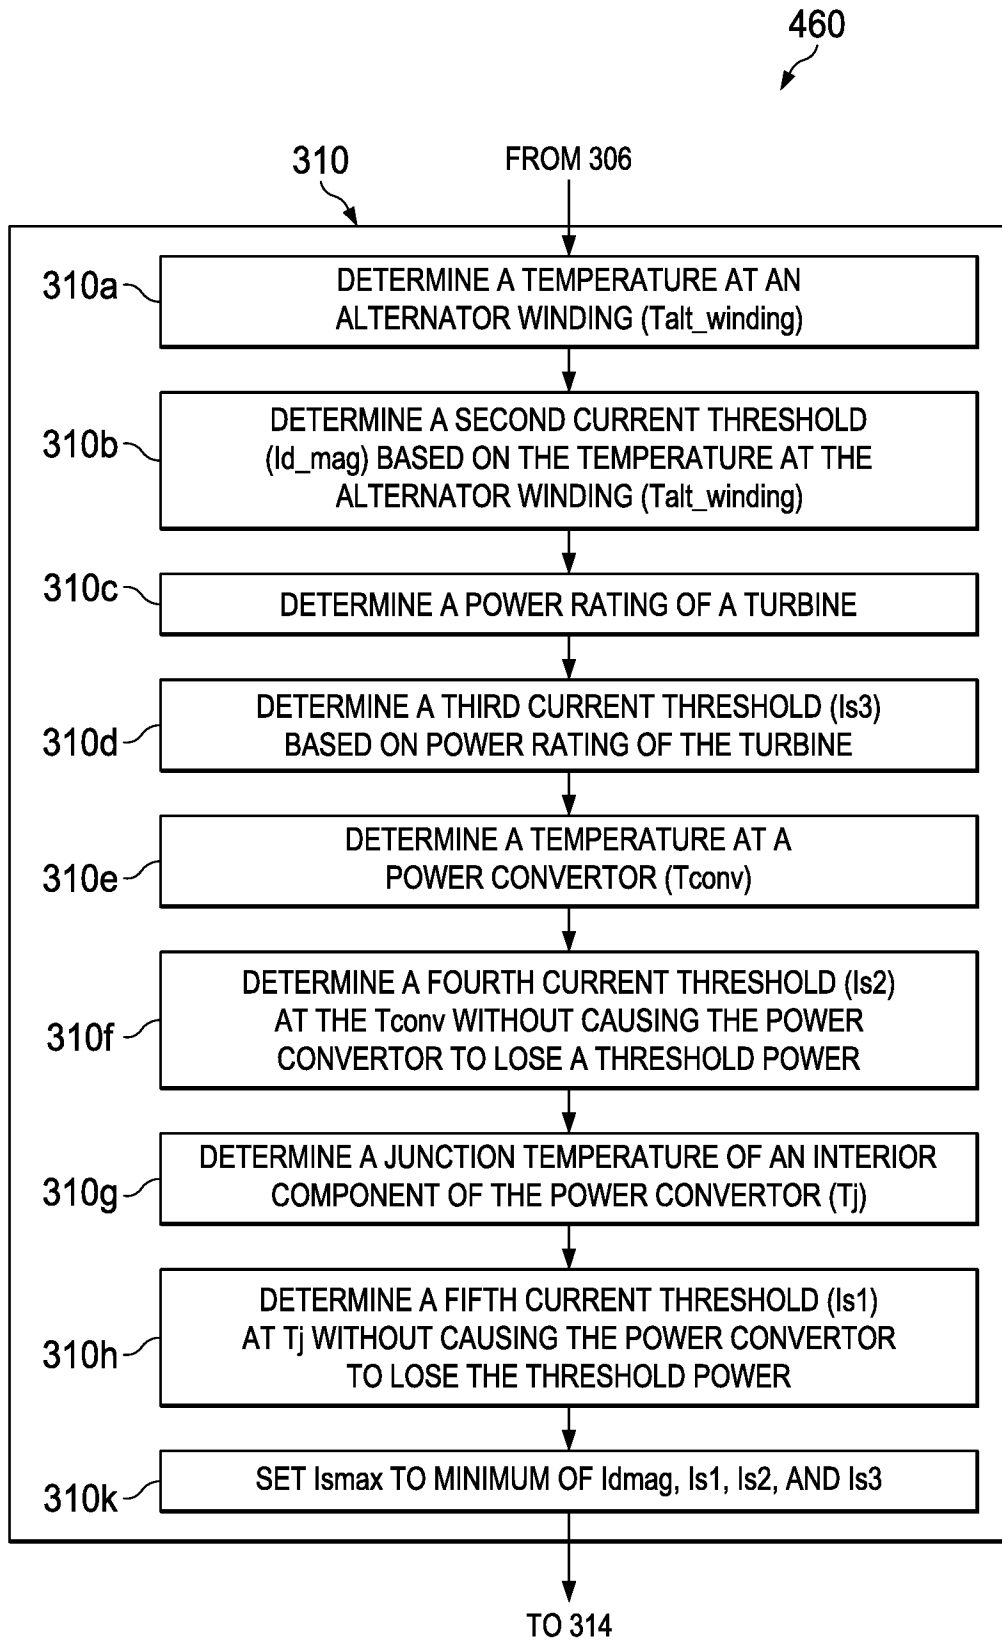 460
310
FROM 306
310a
DETERMINE A TEMPERATURE AT AN
ALTERNATOR WINDING (Talt_winding)
310b
DETERMINE A SECOND CURRENT THRESHOLD
(Id_mag) BASED ON THE TEMPERATURE AT THE
ALTERNATOR WINDING (Talt_winding)
310c
DETERMINE A POWER RATING OF A TURBINE
310d
DETERMINE A THIRD CURRENT THRESHOLD (Is3)
BASED ON POWER RATING OF THE TURBINE
310e
DETERMINE A TEMPERATURE AT A
POWER CONVERTOR (Tconv)
310f
DETERMINE A FOURTH CURRENT THRESHOLD (Is2)
AT THE Tconv WITHOUT CAUSING THE POWER
CONVERTOR TO LOSE A THRESHOLD POWER
310g
DETERMINE A JUNCTION TEMPERATURE OF AN INTERIOR
COMPONENT OF THE POWER CONVERTOR (Tj)
310h
DETERMINE A FIFTH CURRENT THRESHOLD (Is1)
AT Tj WITHOUT CAUSING THE POWER CONVERTOR
TO LOSE THE THRESHOLD POWER
310k
SET Ismax TO MINIMUM OF Idmag, Is1, Is2, AND Is3
TO 314